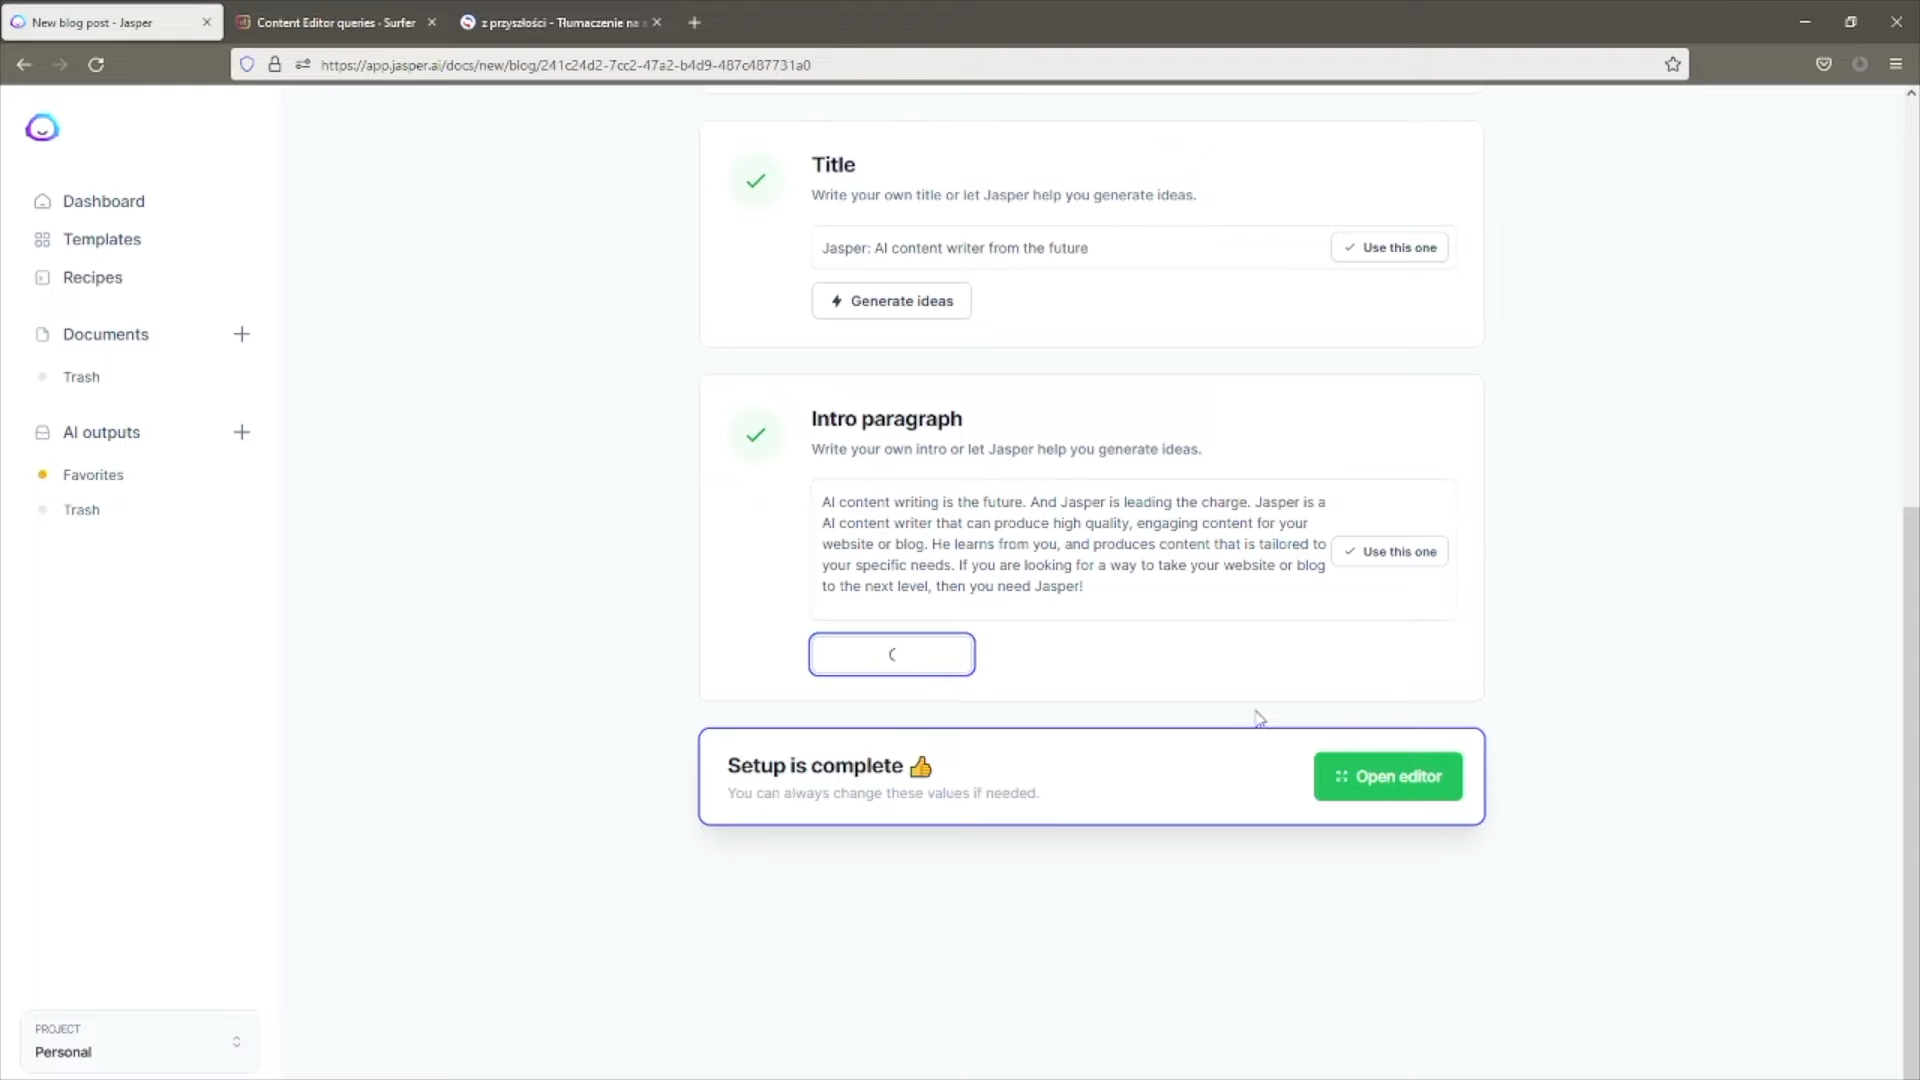 New blog post - Jasper
Content Editor queries · Surfer
z przyszłości - Tłumaczenie na
https://app.jasper.ai/docs/new/blog/241c24d2-7cc2-47a2-b4d9-487c487731a0
Dashboard
Templates
Recipes
Documents
Trash
AI outputs
Favorites
Trash
PROJECT
Personal
Title
Write your own title or let Jasper help you generate ideas.
Jasper: AI content writer from the future
Use this one
Generate ideas
Intro paragraph
Write your own intro or let Jasper help you generate ideas.
AI content writing is the future. And Jasper is leading the charge. Jasper is a
AI content writer that can produce high quality, engaging content for your
website or blog. He learns from you, and produces content that is tailored to
your specific needs. If you are looking for a way to take your website or blog
to the next level, then you need Jasper!
Use this one
Setup is complete 👍
You can always change these values if needed.
Open editor